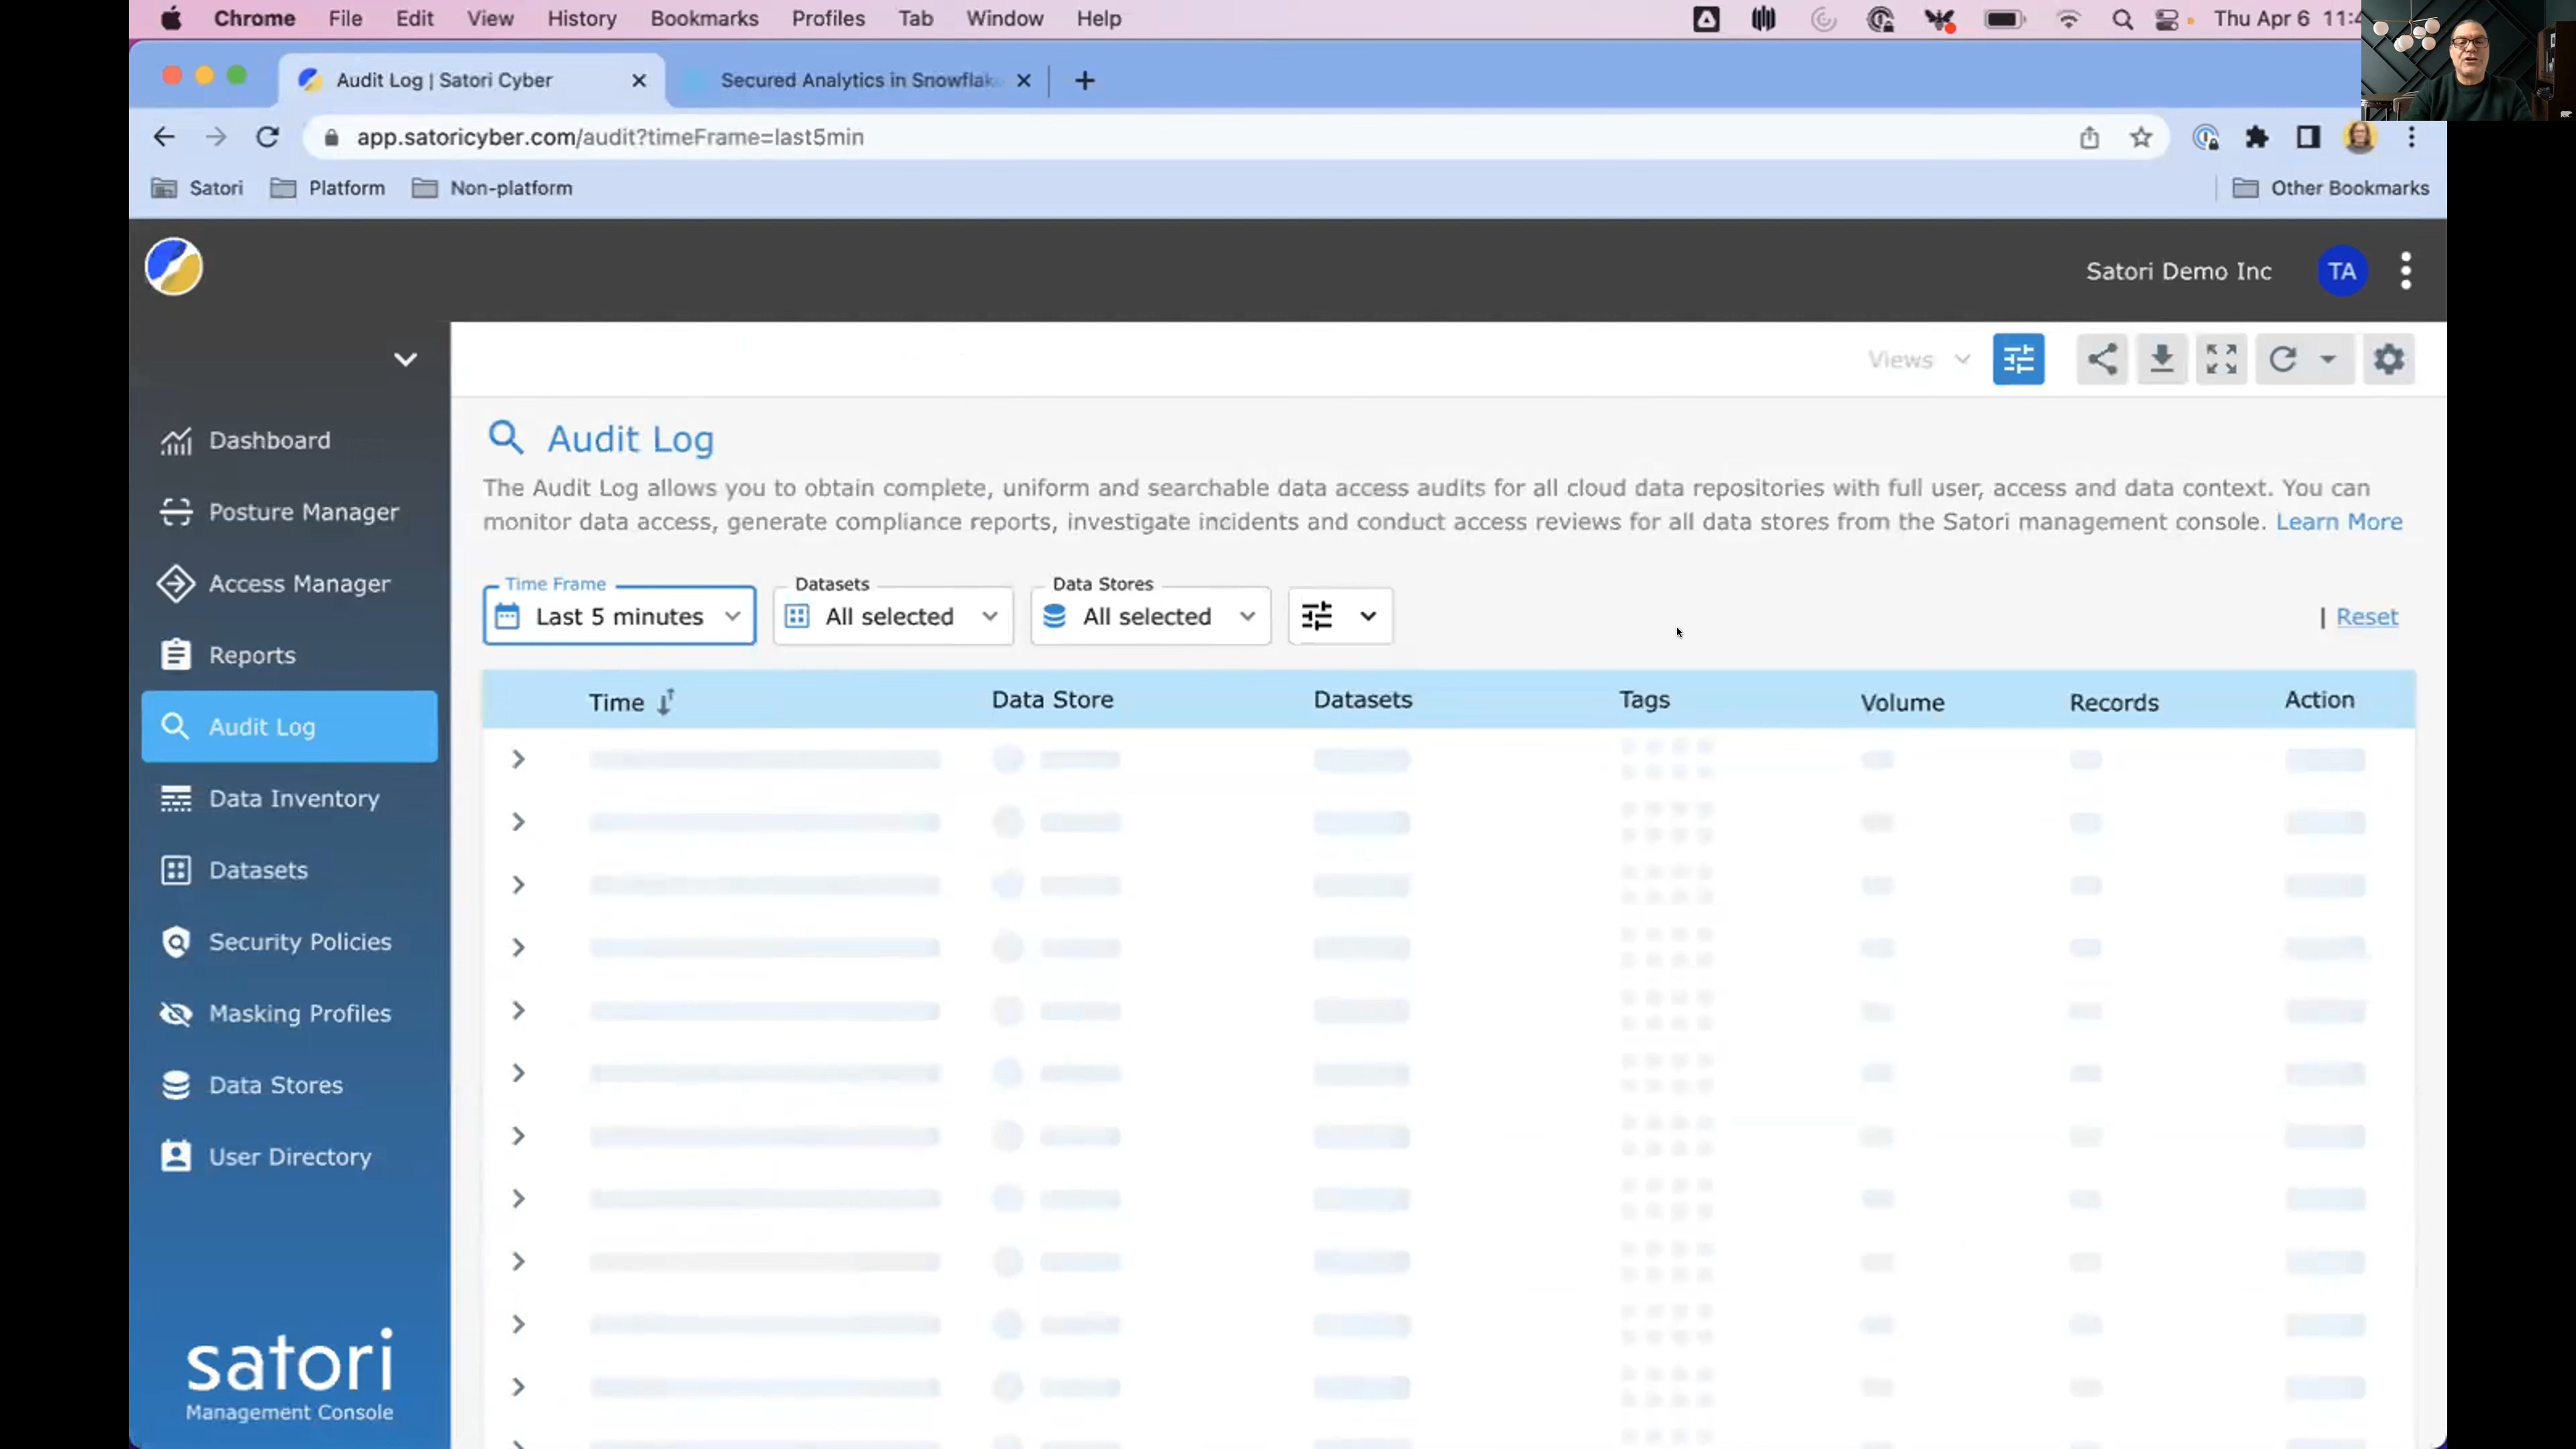 Chrome File Edit View History Bookmarks Profiles Tab Window Help Thu Apr 6 11:4
Audit Log | Satori Cyber Secured Analytics in Snowflak
app.satoricyber.com/audit?timeFrame=last5min
Satori Platform Non-platform Other Bookmarks
Satori Demo Inc TA
Views
Dashboard
Posture Manager
Access Manager
Reports
Audit Log
Data Inventory
Datasets
Security Policies
Masking Profiles
Data Stores
User Directory
satori
Management Console
Audit Log
The Audit Log allows you to obtain complete, uniform and searchable data access audits for all cloud data repositories with full user, access and data context. You can
monitor data access, generate compliance reports, investigate incidents and conduct access reviews for all data stores from the Satori management console. Learn More
Time Frame Datasets Data Stores
Last 5 minutes All selected All selected | Reset
Time Data Store Datasets Tags Volume Records Action